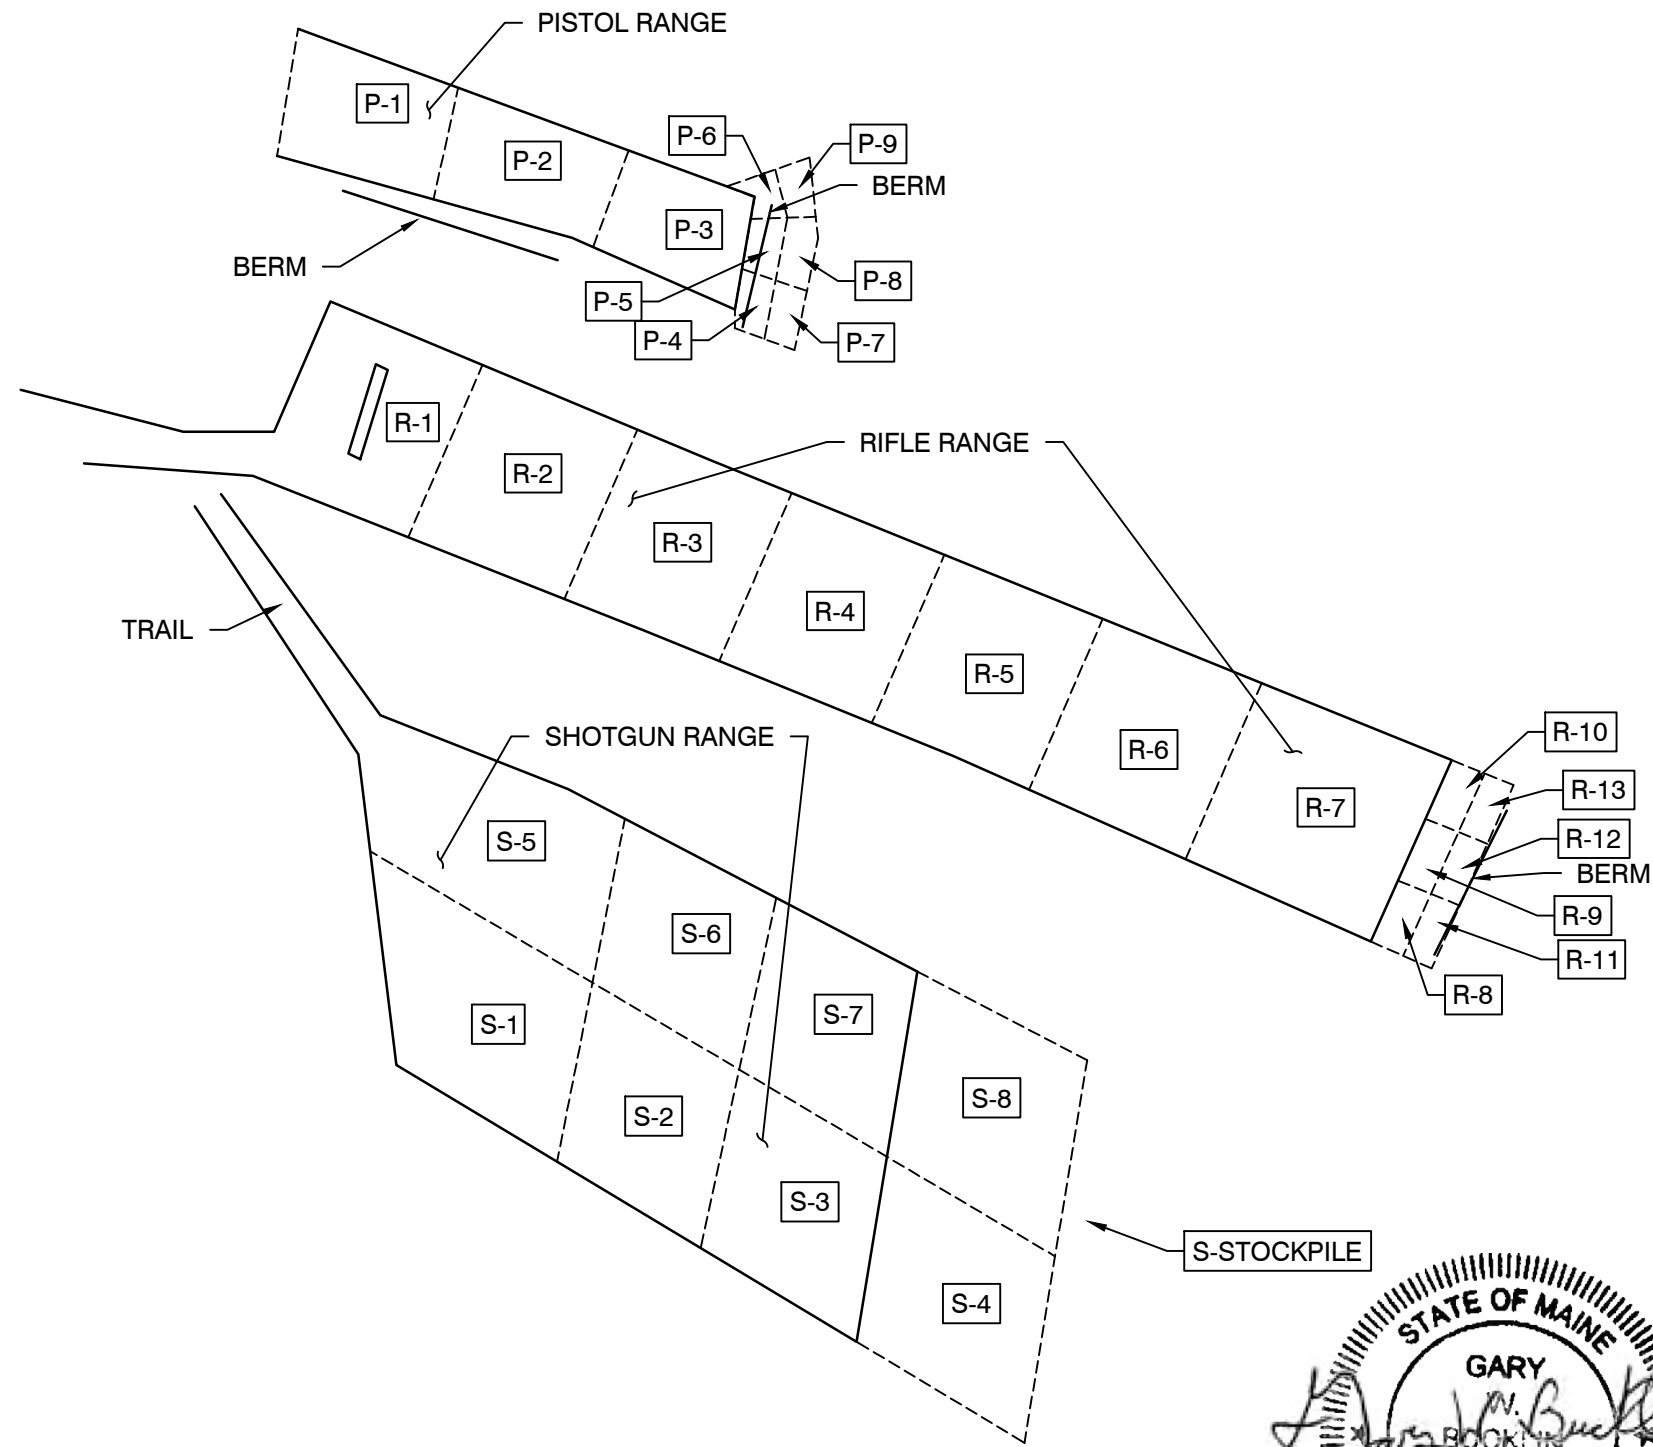 PISTOL RANGE
P-1
P-2
P-3
P-6
P-9
BERM
P-8
P-5
P-4
P-7
BERM
R-1
R-2
RIFLE RANGE
R-3
R-4
R-5
R-6
R-7
R-10
R-13
R-12
BERM
R-9
R-11
R-8
TRAIL
SHOTGUN RANGE
S-5
S-6
S-7
S-8
S-1
S-2
S-3
S-4
S-STOCKPILE
STATE OF MAINE
GARY
W.